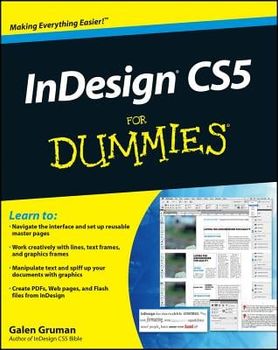 Making Everything Easier!™
InDesign® CS5
FOR
DUMMIES®
Learn to:
• Navigate the interface and set up reusable
master pages
• Work creatively with lines, text frames,
and graphics frames
• Manipulate text and spiff up your
documents with graphics
• Create PDFs, Web pages, and Flash
files from InDesign
Galen Gruman
Author of InDesign CS5 Bible